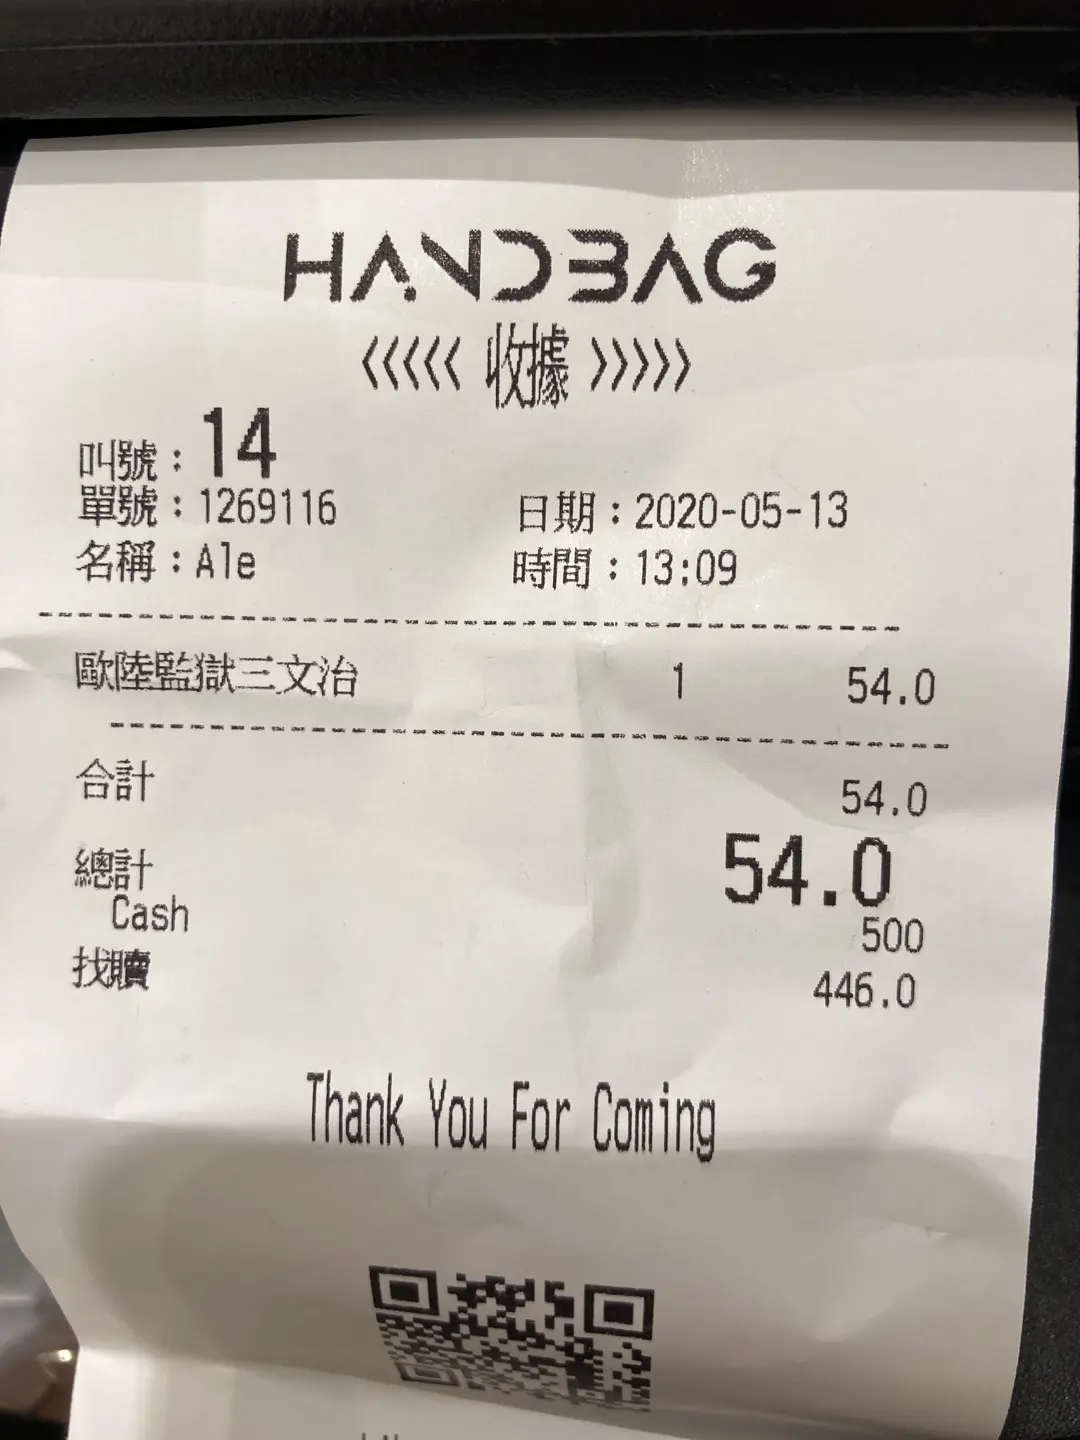 HANDBAG
<<<<< 收據 >>>>>
叫號：14
單號：1269116 日期：2020-05-13
名稱：Ale 時間：13:09
歐陸監獄三文治 1 54.0
合計 54.0
總計 54.0
Cash 500
找贖 446.0
Thank You For Coming